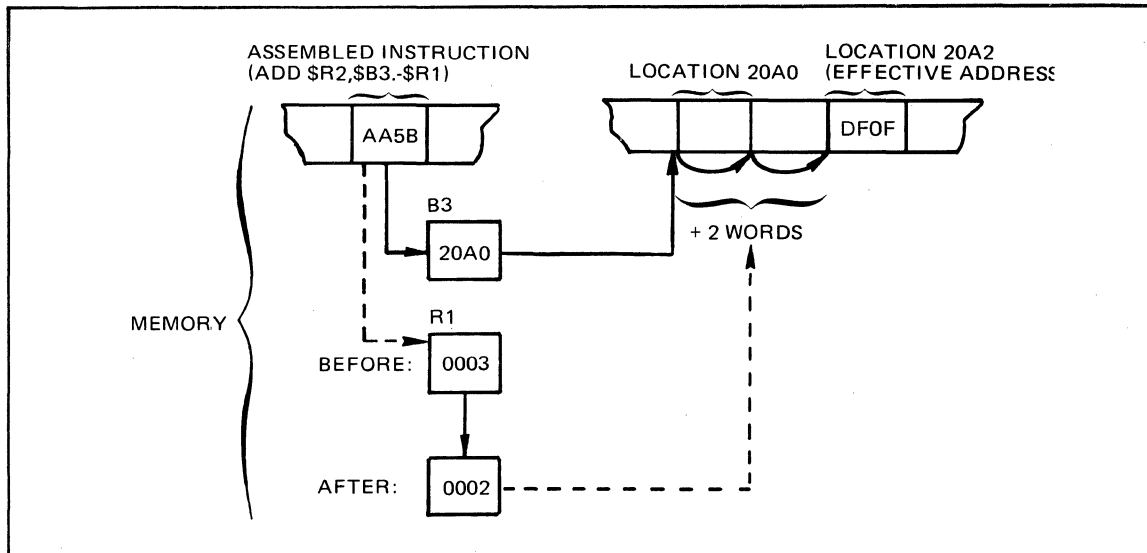 ASSEMBLED INSTRUCTION
(ADD $R2,$B3.-$R1)
LOCATION 20A0
LOCATION 20A2
(EFFECTIVE ADDRESS
AA5B
DF0F
B3
20A0
+ 2 WORDS
MEMORY
R1
BEFORE:
0003
AFTER:
0002